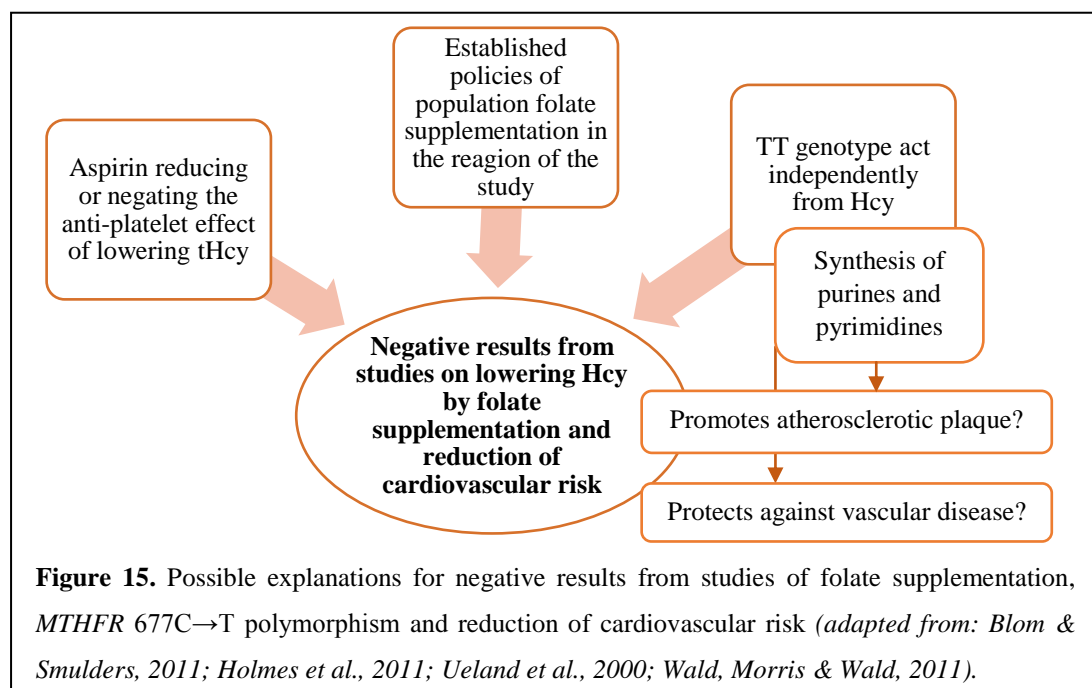 Aspirin reducing
or negating the
anti-platelet effect
of lowering tHcy
Established
policies of
population folate
supplementation in
the reagion of the
study
TT genotype act
independently
from Hcy
Synthesis of
purines and
pyrimidines
Negative results from
studies on lowering Hcy
by folate
supplementation and
reduction of
cardiovascular risk
Promotes atherosclerotic plaque?
Protects against vascular disease?
Figure 15. Possible explanations for negative results from studies of folate supplementation,
MTHFR 677C→T polymorphism and reduction of cardiovascular risk (adapted from: Blom &
Smulders, 2011; Holmes et al., 2011; Ueland et al., 2000; Wald, Morris & Wald, 2011).